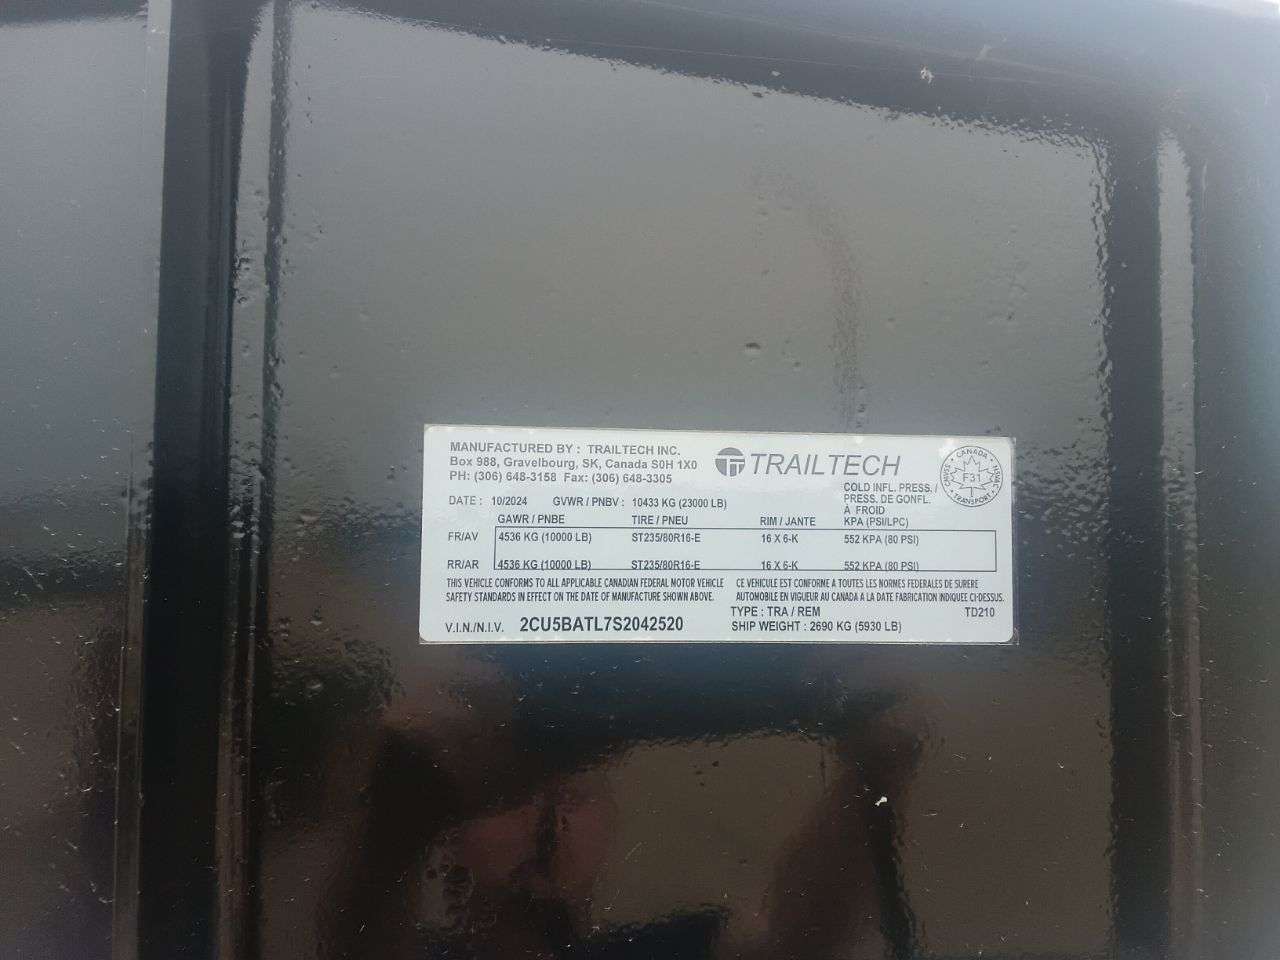 MANUFACTURED BY : TRAILTECH INC.
Box 988, Gravelbourg, SK, Canada S0H 1X0
PH: (306) 648-3158 Fax: (306) 648-3305
TRAILTECH
CANADA
F31
TRANSPORT
CMVSS
NSVAC
DATE : 10/2024 GVWR / PNBV : 10433 KG (23000 LB)
COLD INFL. PRESS. /
PRESS. DE GONFL.
À FROID
GAWR / PNBE TIRE / PNEU RIM / JANTE KPA (PSI/LPC)
FR/AV 4536 KG (10000 LB) ST235/80R16-E 16 X 6-K 552 KPA (80 PSI)
RR/AR 4536 KG (10000 LB) ST235/80R16-E 16 X 6-K 552 KPA (80 PSI)
THIS VEHICLE CONFORMS TO ALL APPLICABLE CANADIAN FEDERAL MOTOR VEHICLE
SAFETY STANDARDS IN EFFECT ON THE DATE OF MANUFACTURE SHOWN ABOVE.
CE VEHICULE EST CONFORME A TOUTES LES NORMES FEDERALES DE SURERE
AUTOMOBILE EN VIGUEUR AU CANADA A LA DATE FABRICATION INDIQUEE CI-DESSUS.
TYPE : TRA / REM TD210
V.I.N./N.I.V. 2CU5BATL7S2042520 SHIP WEIGHT : 2690 KG (5930 LB)